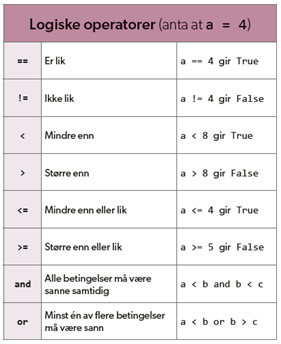 Logiske operatorer (anta at a = 4)
== Er lik a == 4 gir True
!= Ikke lik a != 4 gir False
< Mindre enn a < 8 gir True
> Større enn a > 8 gir False
<= Mindre enn eller lik a <= 4 gir True
>= Større enn eller lik a >= 5 gir False
and Alle betingelser må være a < b and b < c
sanne samtidig
or Minst én av flere betingelser a < b or b > c
må være sann